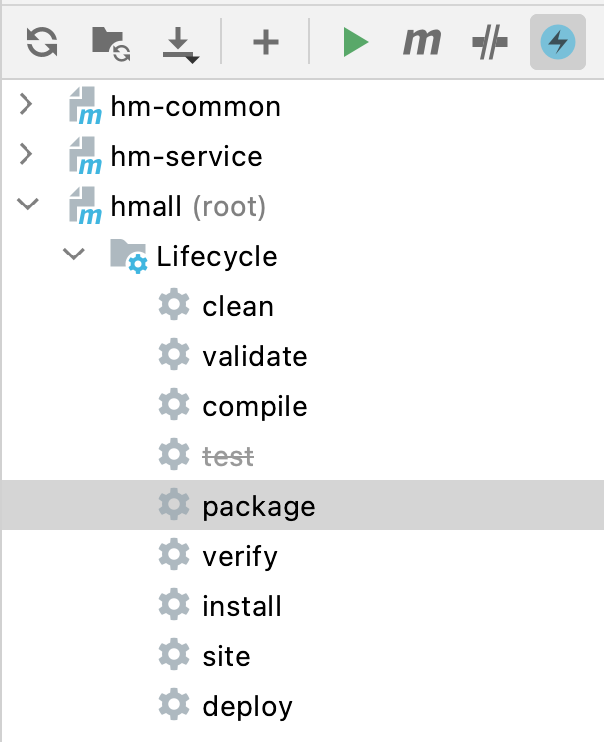 m
hm-common
hm-service
hmall (root)
Lifecycle
clean
validate
compile
test
package
verify
install
site
deploy